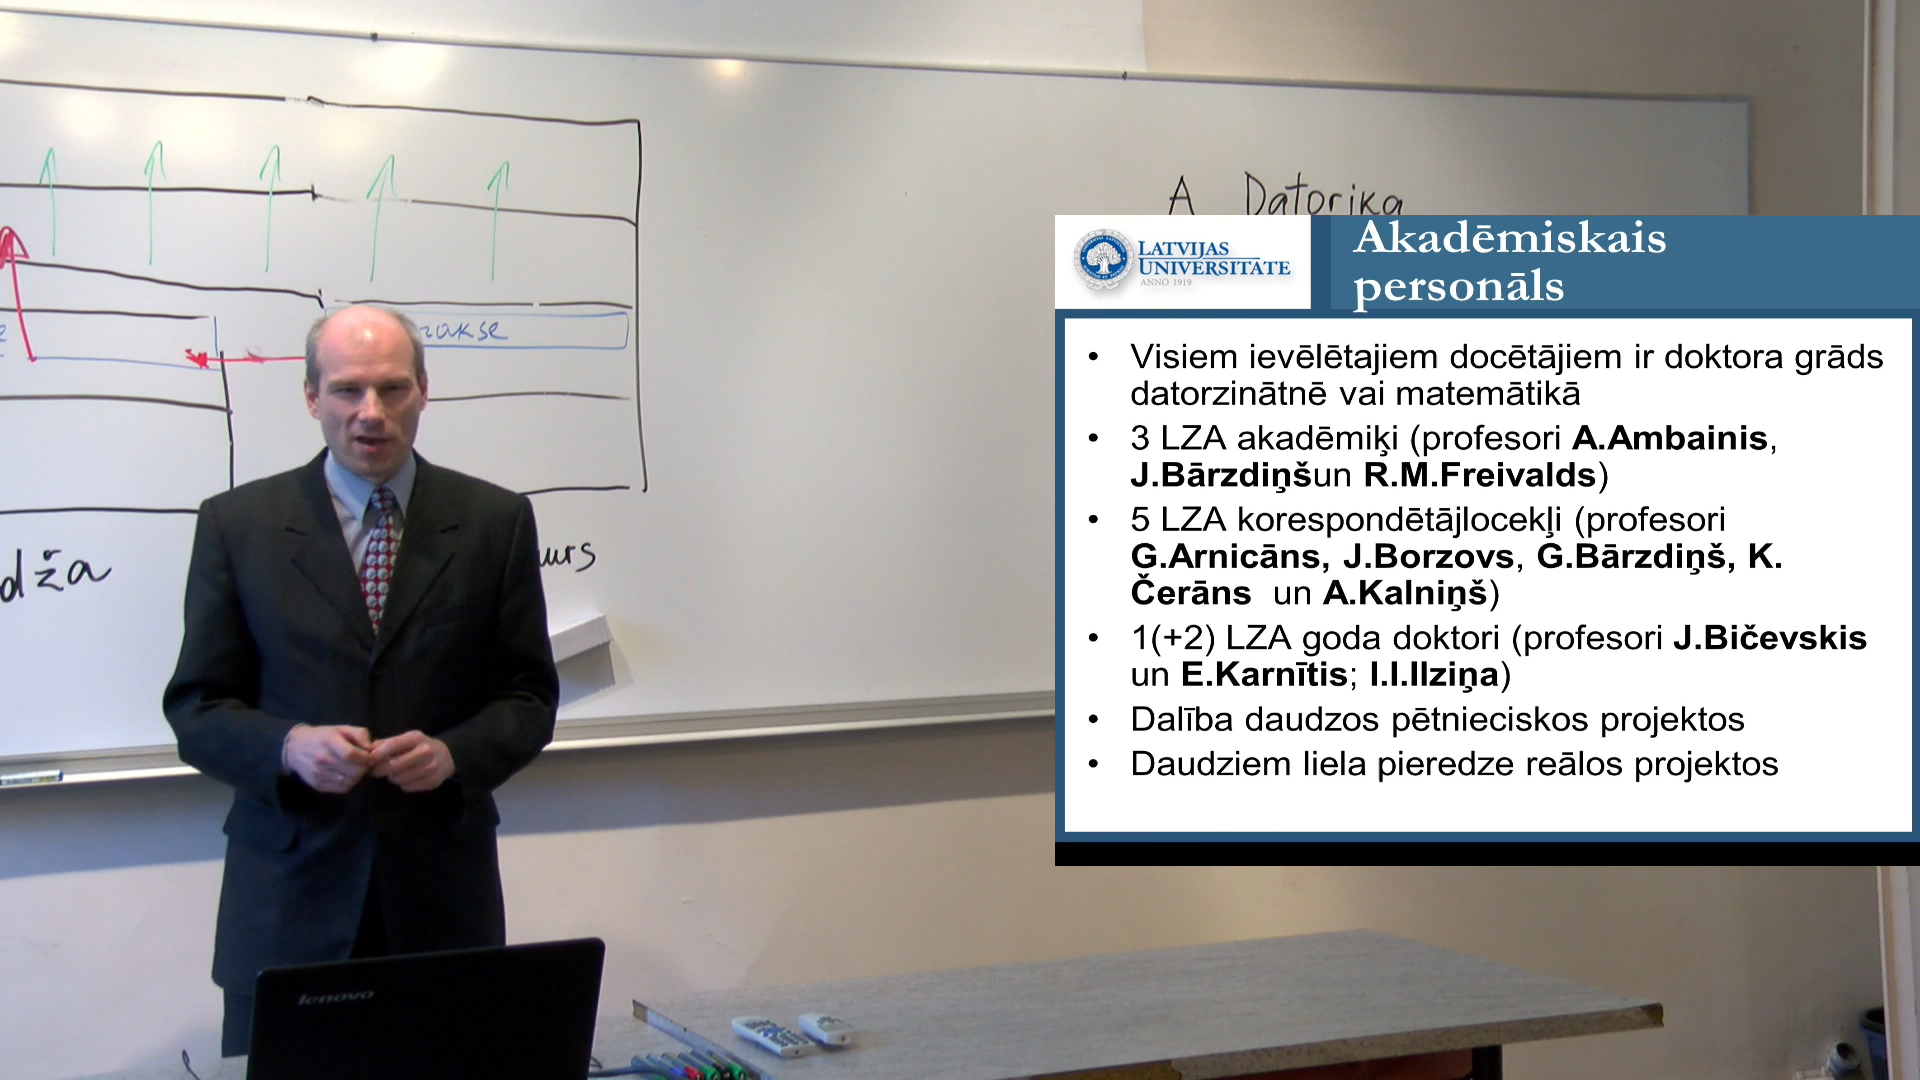 A Datorika
dža
LATVIJAS
UNIVERSITĀTE
ANNO 1919
Akadēmiskais
personāls
• Visiem ievēlētajiem docētājiem ir doktora grāds
datorzinātnē vai matemātikā
• 3 LZA akadēmiķi (profesori A.Ambainis,
J.Bārzdiņšun R.M.Freivalds)
• 5 LZA korespondētājlocekļi (profesori
G.Arnicāns, J.Borzovs, G.Bārzdiņš, K.
Čerāns un A.Kalniņš)
• 1(+2) LZA goda doktori (profesori J.Bičevskis
un E.Karnītis; I.I.Ilziņa)
• Dalība daudzos pētnieciskos projektos
• Daudziem liela pieredze reālos projektos
lenovo